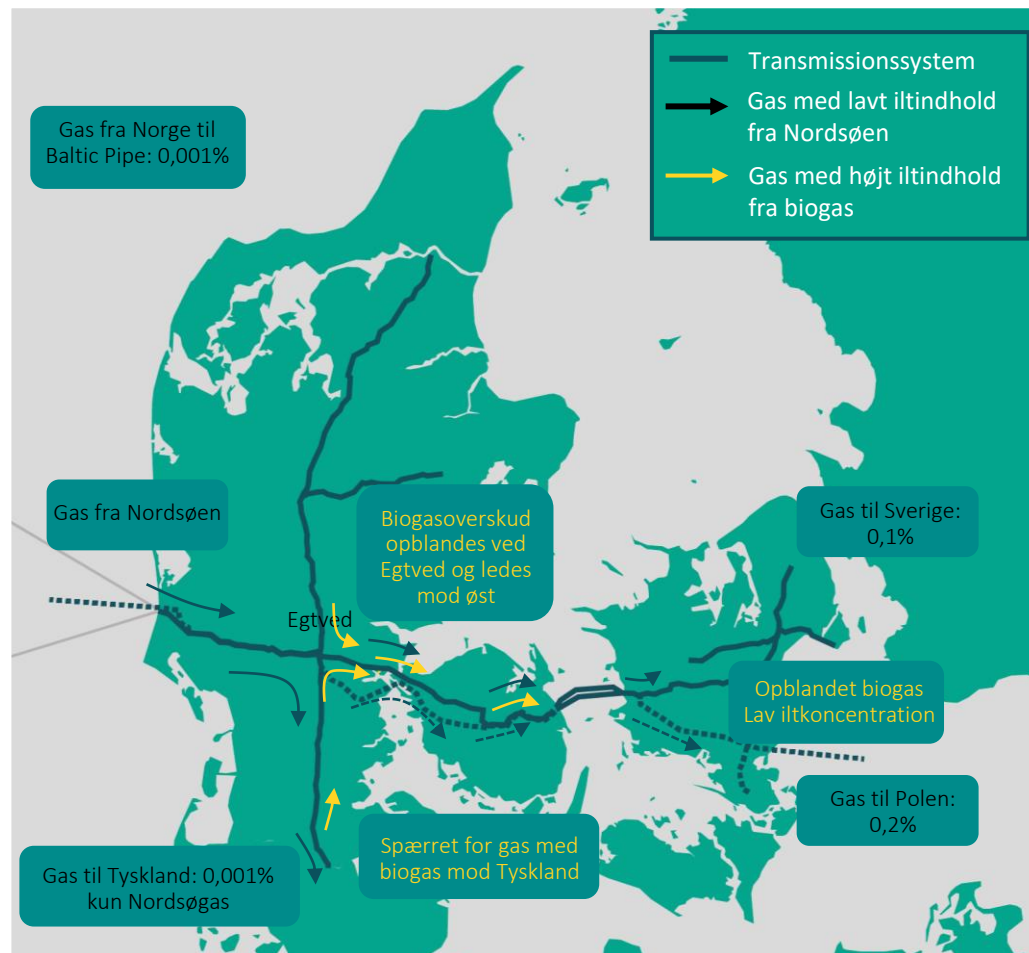 Transmissionssystem
Gas med lavt iltindhold
fra Nordsøen
Gas med højt iltindhold
fra biogas
Gas fra Norge til
Baltic Pipe: 0,001%
Gas fra Nordsøen
Biogasoverskud
opblandes ved
Egtved og ledes
mod øst
Gas til Sverige:
0,1%
Egtved
Opblandet biogas
Lav iltkoncentration
Gas til Polen:
0,2%
Spærret for gas med
biogas mod Tyskland
Gas til Tyskland: 0,001%
kun Nordsøgas